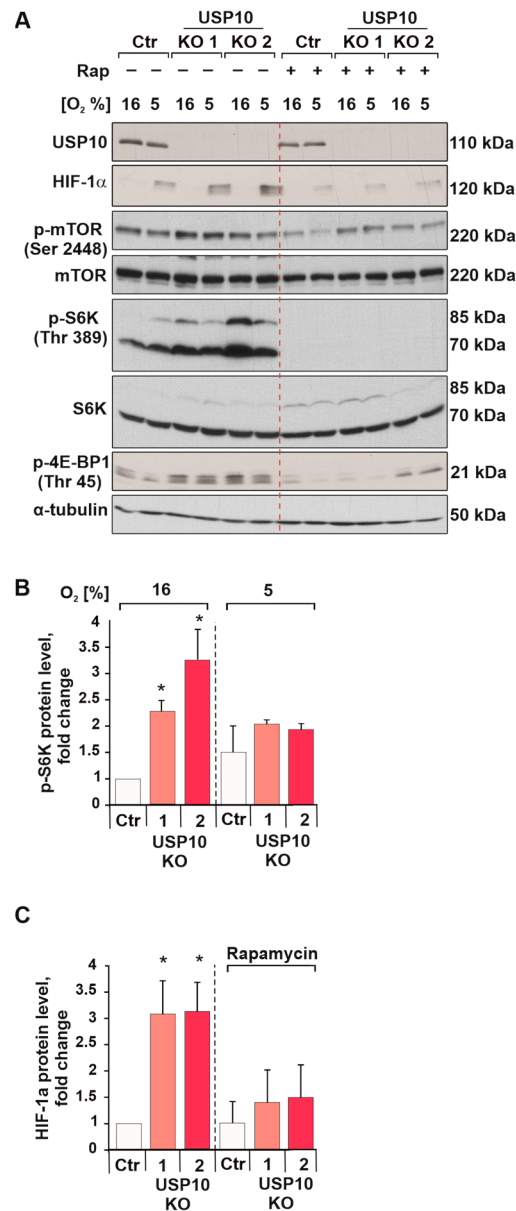 A
USP10 USP10
Ctr KO 1 KO 2 Ctr KO 1 KO 2
Rap − − − − − − + + + + + +
[O₂ %] 16 5 16 5 16 5 16 5 16 5 16 5
USP10 110 kDa
HIF-1α 120 kDa
p-mTOR 220 kDa
(Ser 2448)
mTOR 220 kDa
p-S6K 85 kDa
(Thr 389) 70 kDa
S6K 85 kDa
70 kDa
p-4E-BP1 21 kDa
(Thr 45)
α-tubulin 50 kDa
B
O₂ [%] 16 5
p-S6K protein level,
fold change
4
3.5
3
2.5
2
1.5
1
0
* *
Ctr 1 2 Ctr 1 2
USP10 USP10
KO KO
C
Rapamycin
HIF-1a protein level,
fold change
4
3.5
3
2.5
2
1.5
1
0
* *
Ctr 1 2 Ctr 1 2
USP10 USP10
KO KO